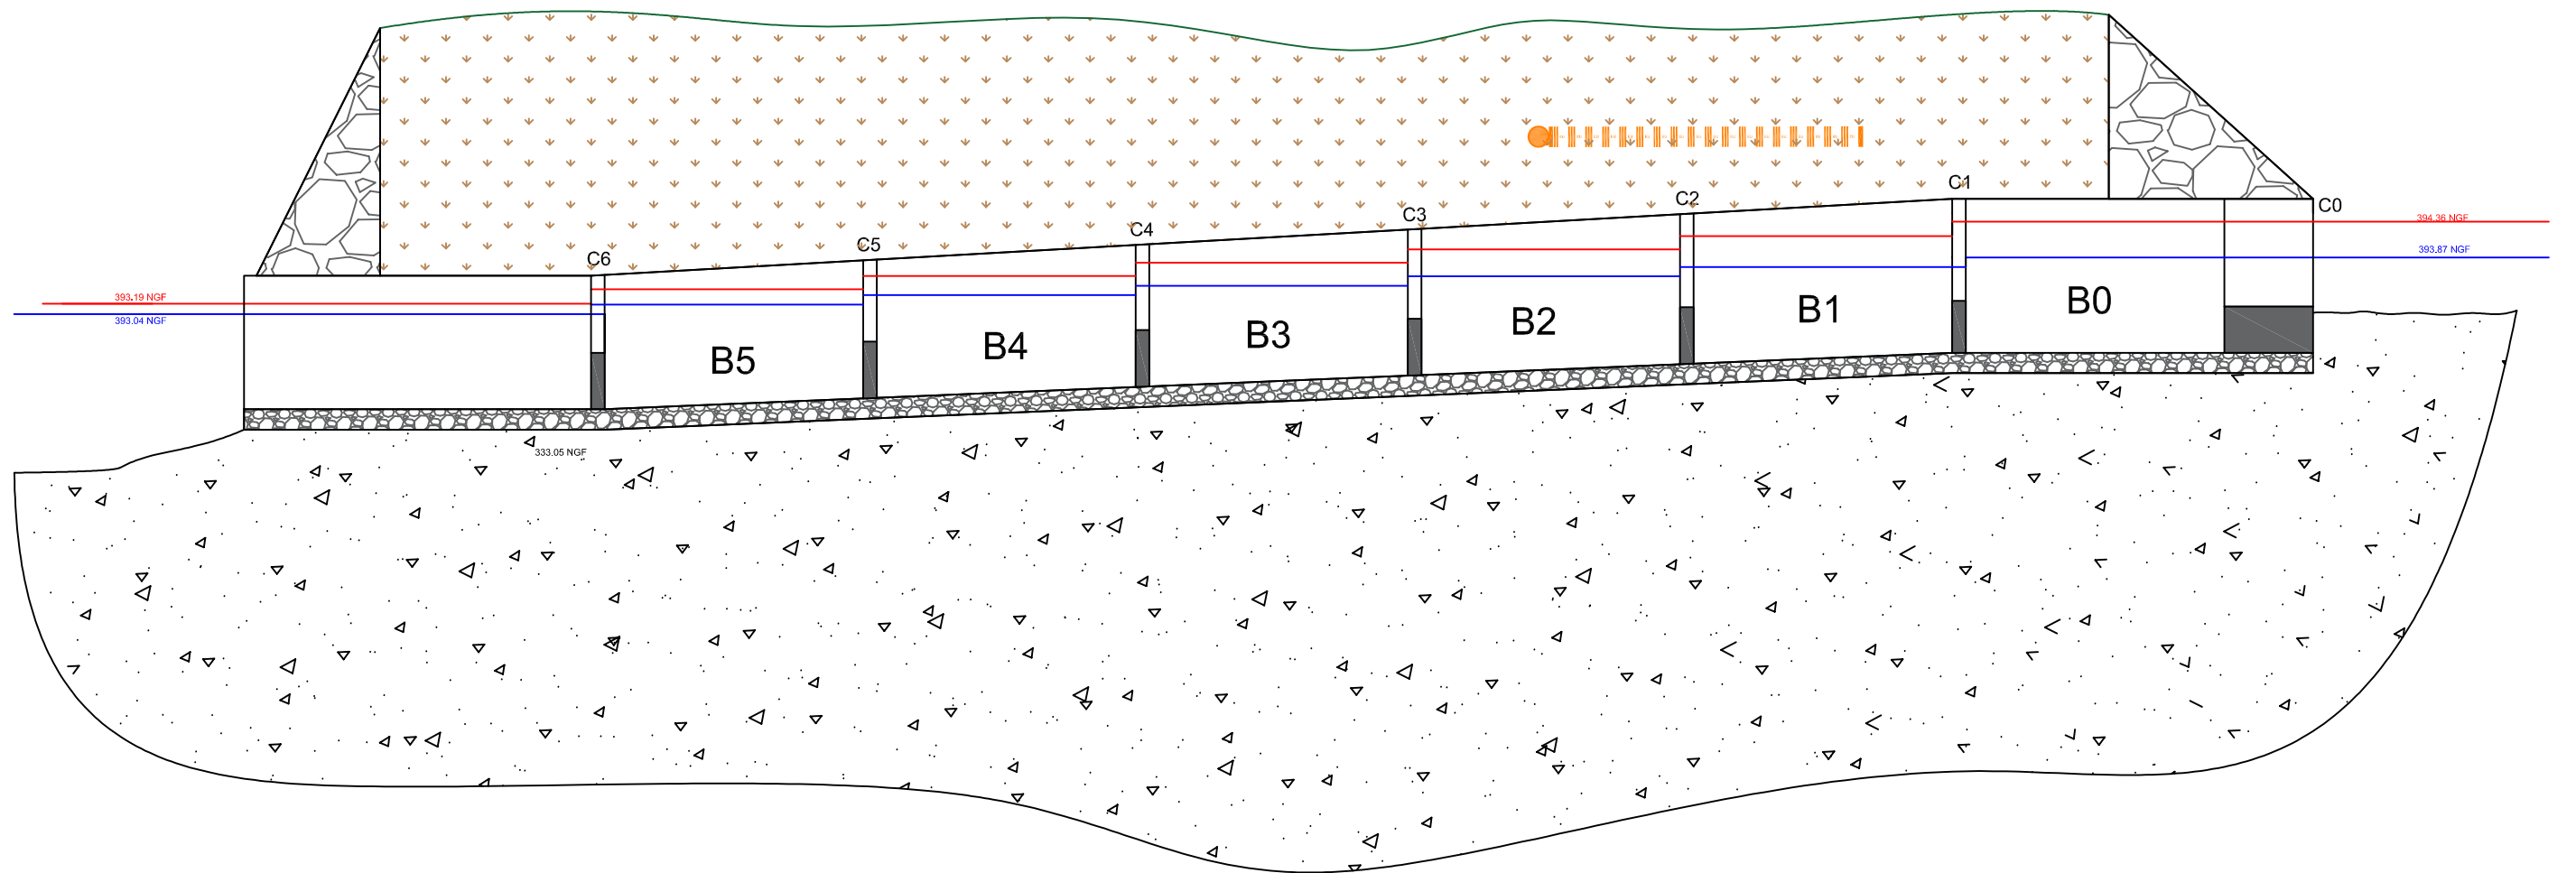 C1
C2
C0
C3
394.36 NGF
C4
C5
393.87 NGF
C6
393.19 NGF
B0
B1
393.04 NGF
B2
B3
B4
B5
333.05 NGF